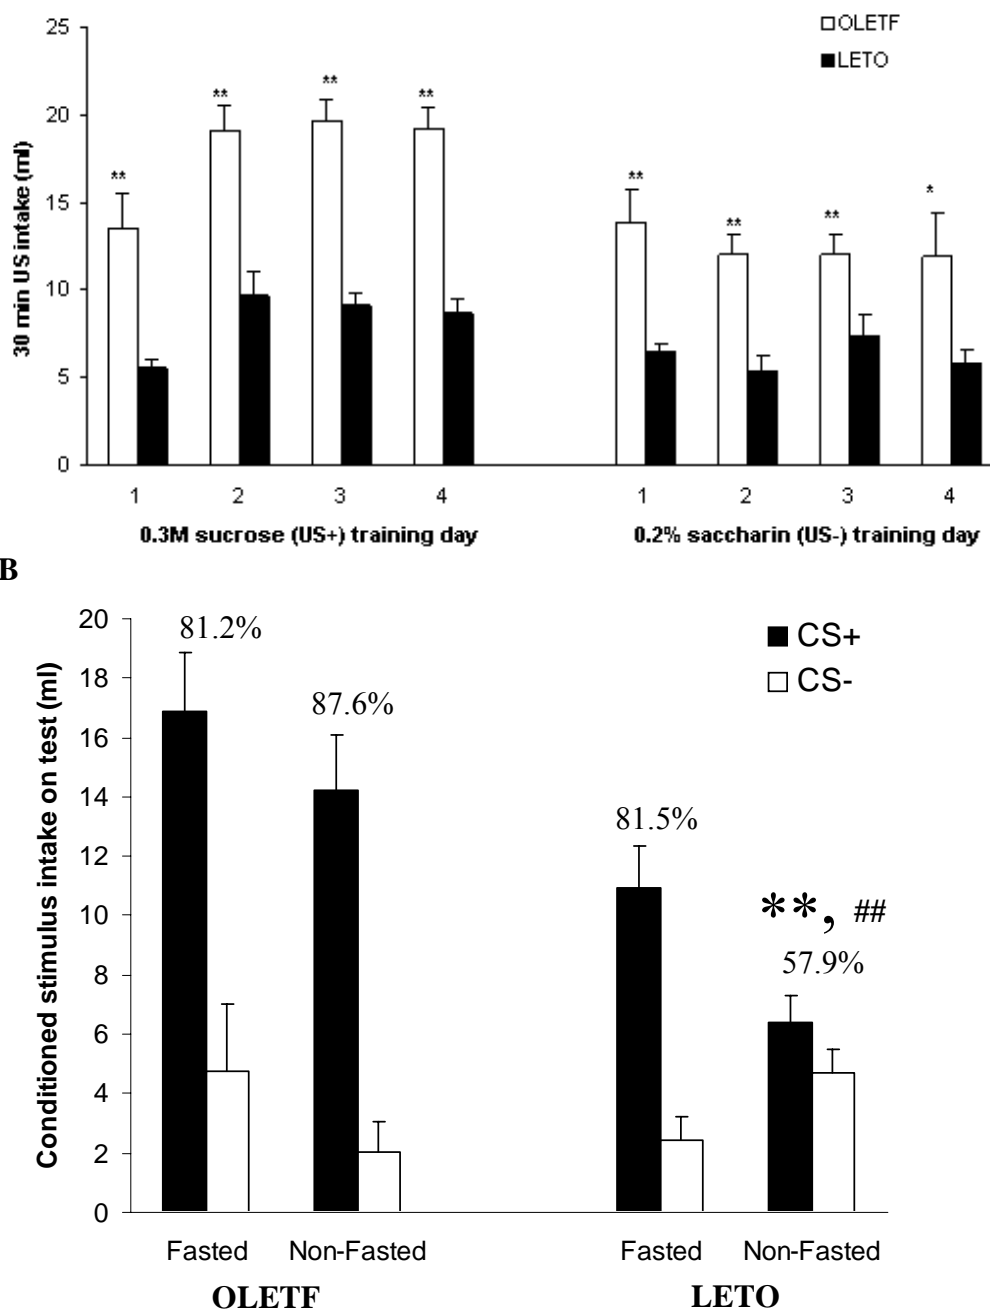 25
20
15
10
5
0
30 min US intake (ml)
OLETF
LETO
** ** ** **
** ** ** *
1 2 3 4 1 2 3 4
0.3M sucrose (US+) training day 0.2% saccharin (US-) training day
B
20
18
16
14
12
10
8
6
4
2
0
Conditioned stimulus intake on test (ml)
CS+
CS-
81.2%
87.6%
81.5%
**, ##
57.9%
Fasted Non-Fasted Fasted Non-Fasted
OLETF LETO